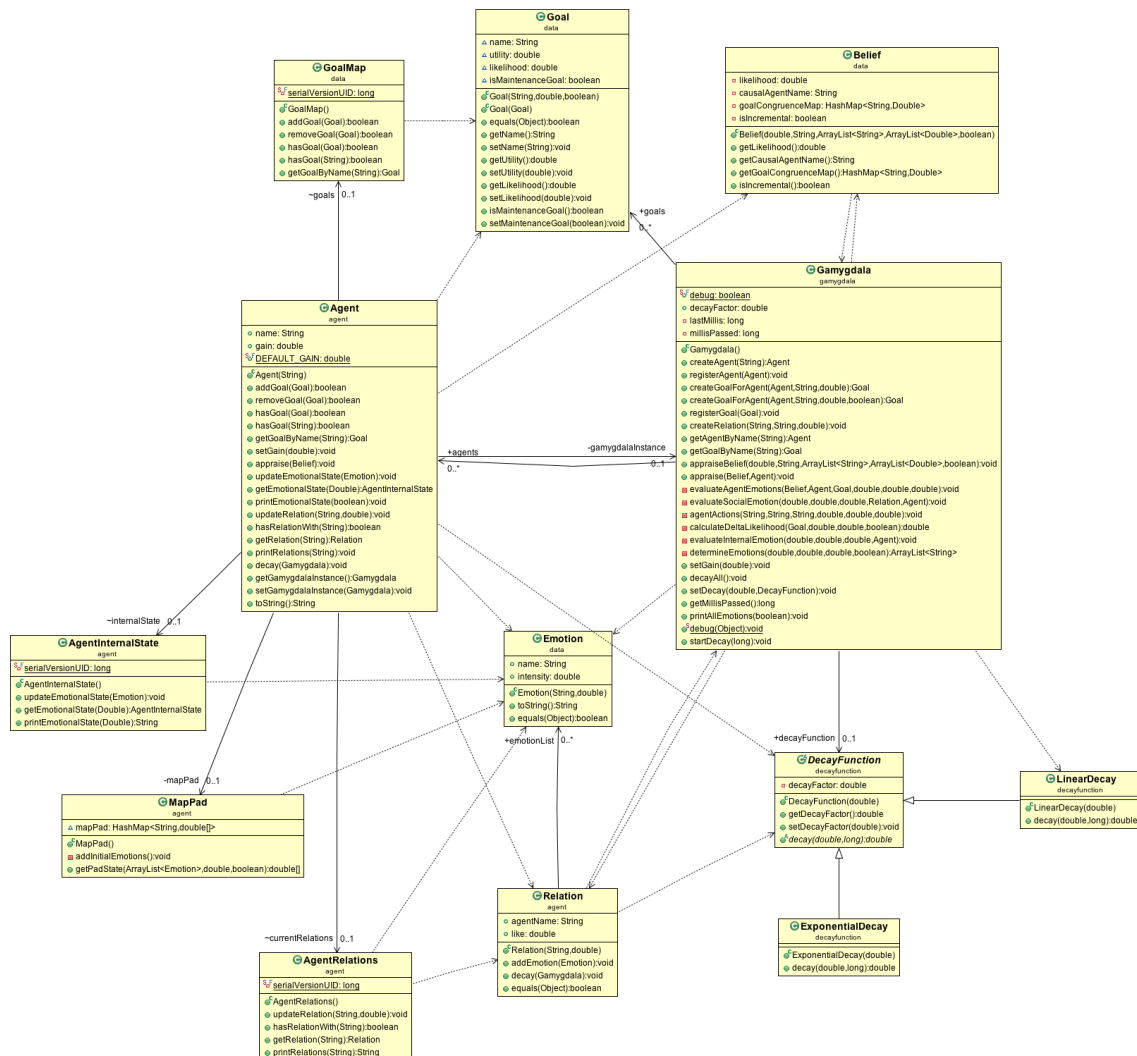 Goal
data
name: String
utility: double
likelihood: double
isMaintenanceGoal: boolean
Goal(String,double,boolean)
Goal(Goal)
equals(Object):boolean
getName():String
setName(String):void
getUtility():double
setUtility(double):void
getLikelihood():double
setLikelihood(double):void
isMaintenanceGoal():boolean
setMaintenanceGoal(boolean):void
GoalMap
data
serialVersionUID: long
GoalMap()
addGoal(Goal):boolean
removeGoal(Goal):boolean
hasGoal(Goal):boolean
hasGoal(String):boolean
getGoalByName(String):Goal
Belief
data
likelihood: double
causalAgentName: String
goalCongruenceMap: HashMap<String,Double>
isIncremental: boolean
Belief(double,String,ArrayList<String>,ArrayList<Double>,boolean)
getLikelihood():double
getCausalAgentName():String
getGoalCongruenceMap():HashMap<String,Double>
isIncremental():boolean
~goals 0..1
+goals
0..*
Agent
agent
name: String
gain: double
DEFAULT_GAIN: double
Agent(String)
addGoal(Goal):boolean
removeGoal(Goal):boolean
hasGoal(Goal):boolean
hasGoal(String):boolean
getGoalByName(String):Goal
setGain(double):void
appraise(Belief):void
updateEmotionalState(Emotion):void
getEmotionalState(Double):AgentInternalState
printEmotionalState(boolean):void
updateRelation(String,double):void
hasRelationWith(String):boolean
getRelation(String):Relation
printRelations(String):void
decay(Gamygdala):void
getGamygdalaInstance():Gamygdala
setGamygdalaInstance(Gamygdala):void
toString():String
+agents
0..*
-gamygdalaInstance
0..1
Gamygdala
gamygdala
debug: boolean
decayFactor: double
lastMillis: long
millisPassed: long
Gamygdala()
createAgent(String):Agent
registerAgent(Agent):void
createGoalForAgent(Agent,String,double):Goal
createGoalForAgent(Agent,String,double,boolean):Goal
registerGoal(Goal):void
createRelation(String,String,double):void
getAgentByName(String):Agent
getGoalByName(String):Goal
appraiseBelief(double,String,ArrayList<String>,ArrayList<Double>,boolean):void
appraise(Belief,Agent):void
evaluateAgentEmotions(Belief,Agent,Goal,double,double,double):void
evaluateSocialEmotion(double,double,double,Relation,Agent):void
agentActions(String,String,String,double,double,double):void
calculateDeltaLikelihood(Goal,double,double,boolean):double
evaluateInternalEmotion(double,double,double,Agent):void
determineEmotions(double,double,double,boolean):ArrayList<String>
setGain(double):void
decayAll():void
setDecay(double,DecayFunction):void
getMillisPassed():long
printAllEmotions(boolean):void
debug(Object):void
startDecay(long):void
~internalState 0..1
AgentInternalState
agent
serialVersionUID: long
AgentInternalState()
updateEmotionalState(Emotion):void
getEmotionalState(Double):AgentInternalState
printEmotionalState(Double):String
Emotion
data
name: String
intensity: double
Emotion(String,double)
toString():String
equals(Object):boolean
+emotionList 0..*
+decayFunction 0..1
DecayFunction
decayfunction
decayFactor: double
DecayFunction(double)
getDecayFactor():double
setDecayFactor(double):void
decay(double,long):double
LinearDecay
decayfunction
LinearDecay(double)
decay(double,long):double
-mapPad 0..1
MapPad
agent
mapPad: HashMap<String,double[]>
MapPad()
addInitialEmotions():void
getPadState(ArrayList<Emotion>,double,boolean):double[]
Relation
agent
agentName: String
like: double
Relation(String,double)
addEmotion(Emotion):void
decay(Gamygdala):void
equals(Object):boolean
ExponentialDecay
decayfunction
ExponentialDecay(double)
decay(double,long):double
~currentRelations 0..1
AgentRelations
agent
serialVersionUID: long
AgentRelations()
updateRelation(String,double):void
hasRelationWith(String):boolean
getRelation(String):Relation
printRelations(String):String